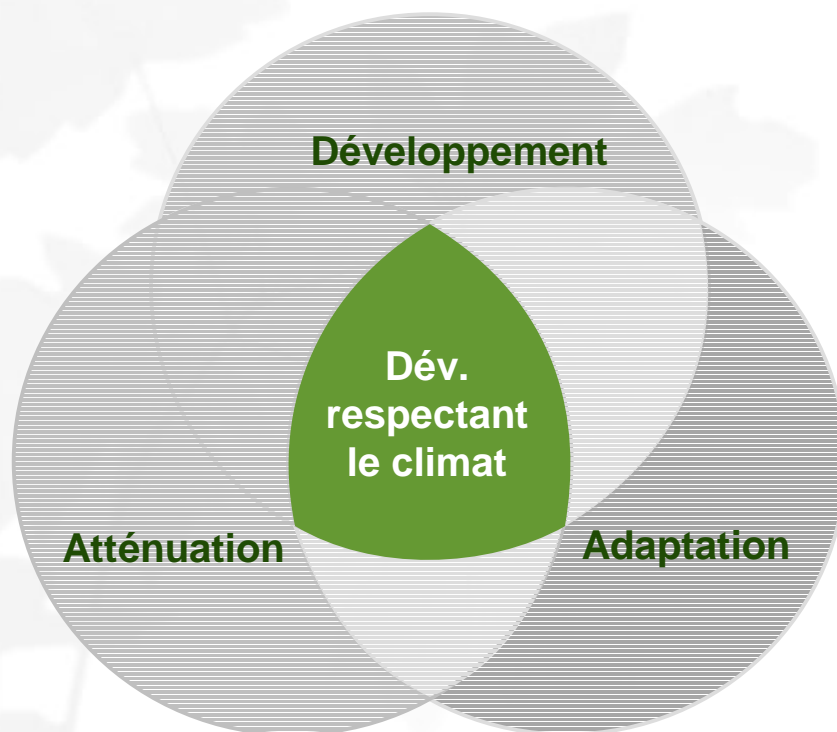 Développement
Dév.
respectant
le climat
Atténuation
Adaptation